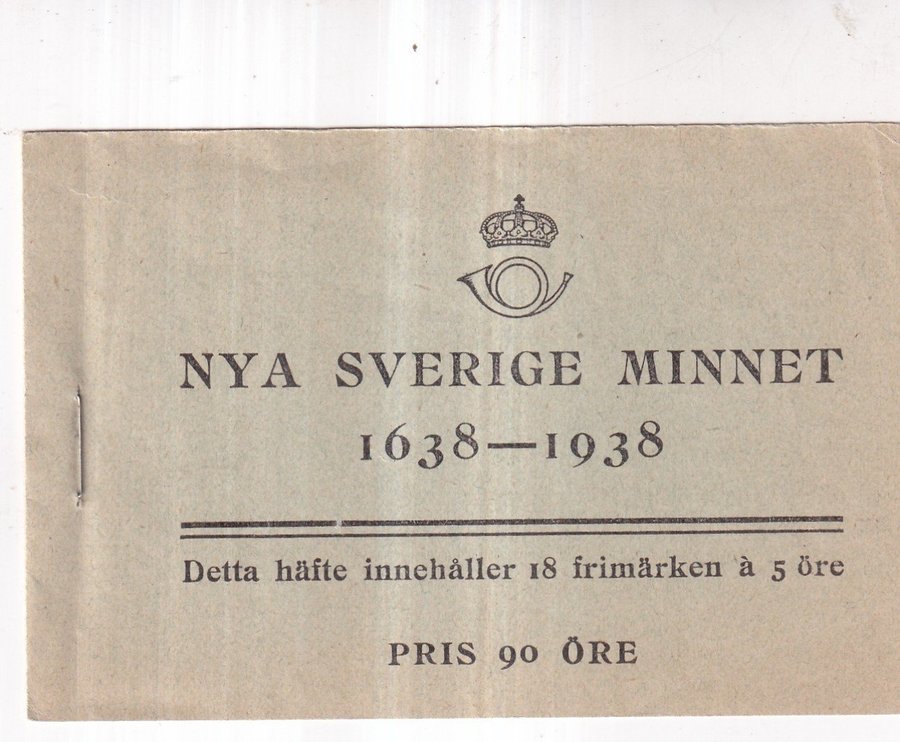 NYA SVERIGE MINNET
1638—1938
Detta häfte innehåller 18 frimärken à 5 öre
PRIS 90 ÖRE